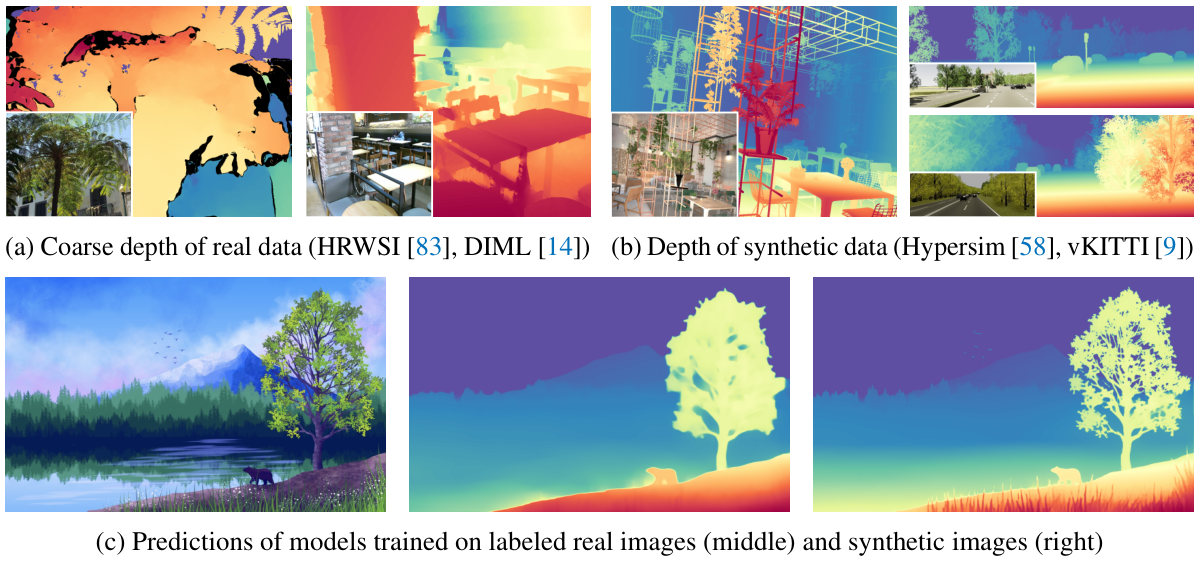 (a) Coarse depth of real data (HRWSI [83], DIML [14])
(b) Depth of synthetic data (Hypersim [58], vKITTI [9])
(c) Predictions of models trained on labeled real images (middle) and synthetic images (right)